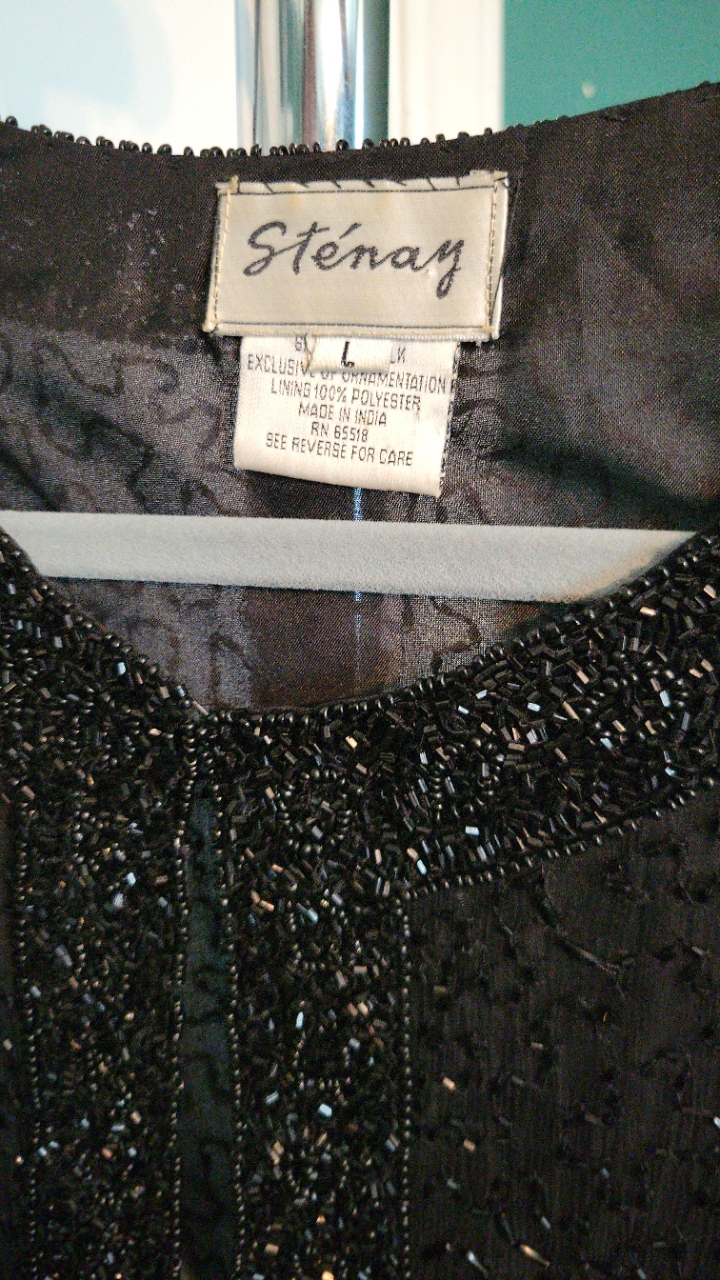 Sténay
L
EXCLUSIVE OF ORNAMENTATION
LINING 100% POLYESTER
MADE IN INDIA
RN 65518
SEE REVERSE FOR CARE